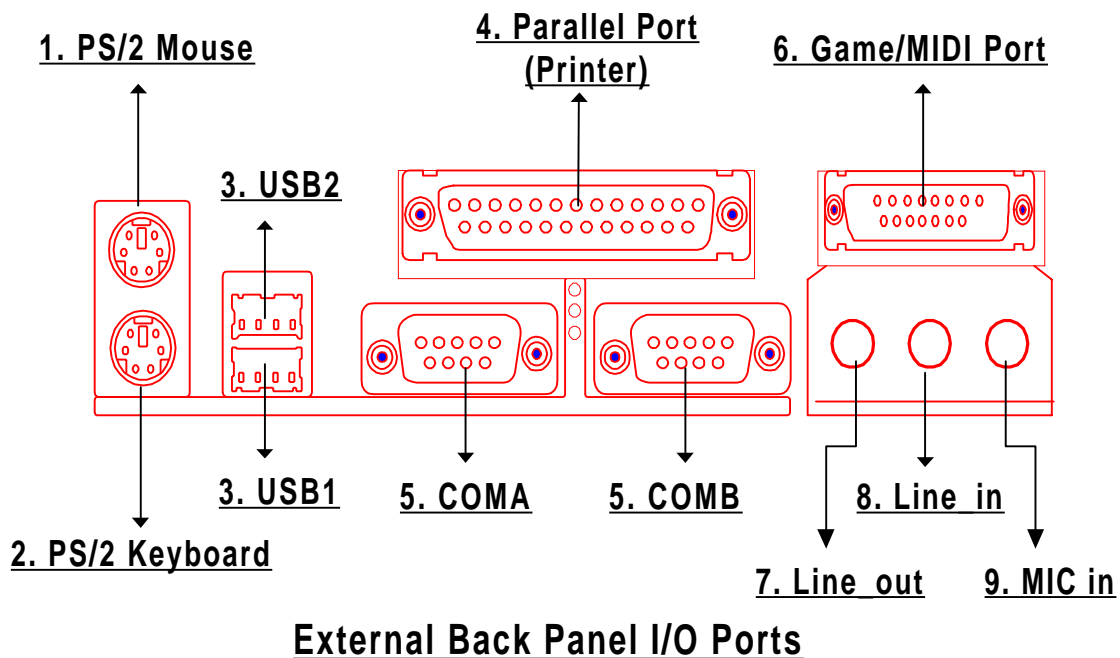 1. PS/2 Mouse
4. Parallel Port
(Printer)
6. Game/MIDI Port
3. USB2
3. USB1
5. COMA
5. COMB
8. Line_in
2. PS/2 Keyboard
7. Line_out
9. MIC in
External Back Panel I/O Ports